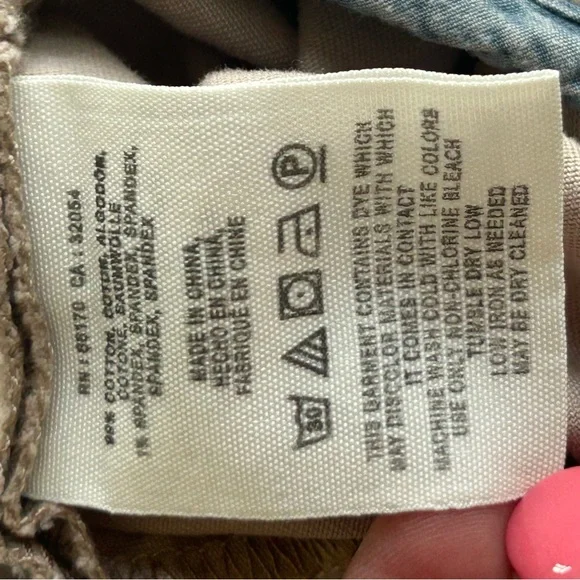 RN : 66170 CA : 32054
99% COTTON, COTON, ALGODON,
COTONE, BAUMWOLLE
1% SPANDEX, SPANDEX, SPANDEX,
SPANDEX, SPANDEX
MADE IN CHINA,
HECHO EN CHINA,
FABRIQUÉ EN CHINE
30 P
THIS GARMENT CONTAINS DYE WHICH
MAY DISCOLOR MATERIALS WITH WHICH
IT COMES IN CONTACT
MACHINE WASH COLD WITH LIKE COLORS
USE ONLY NON-CHLORINE BLEACH
TUMBLE DRY LOW
LOW IRON AS NEEDED
MAY BE DRY CLEANED